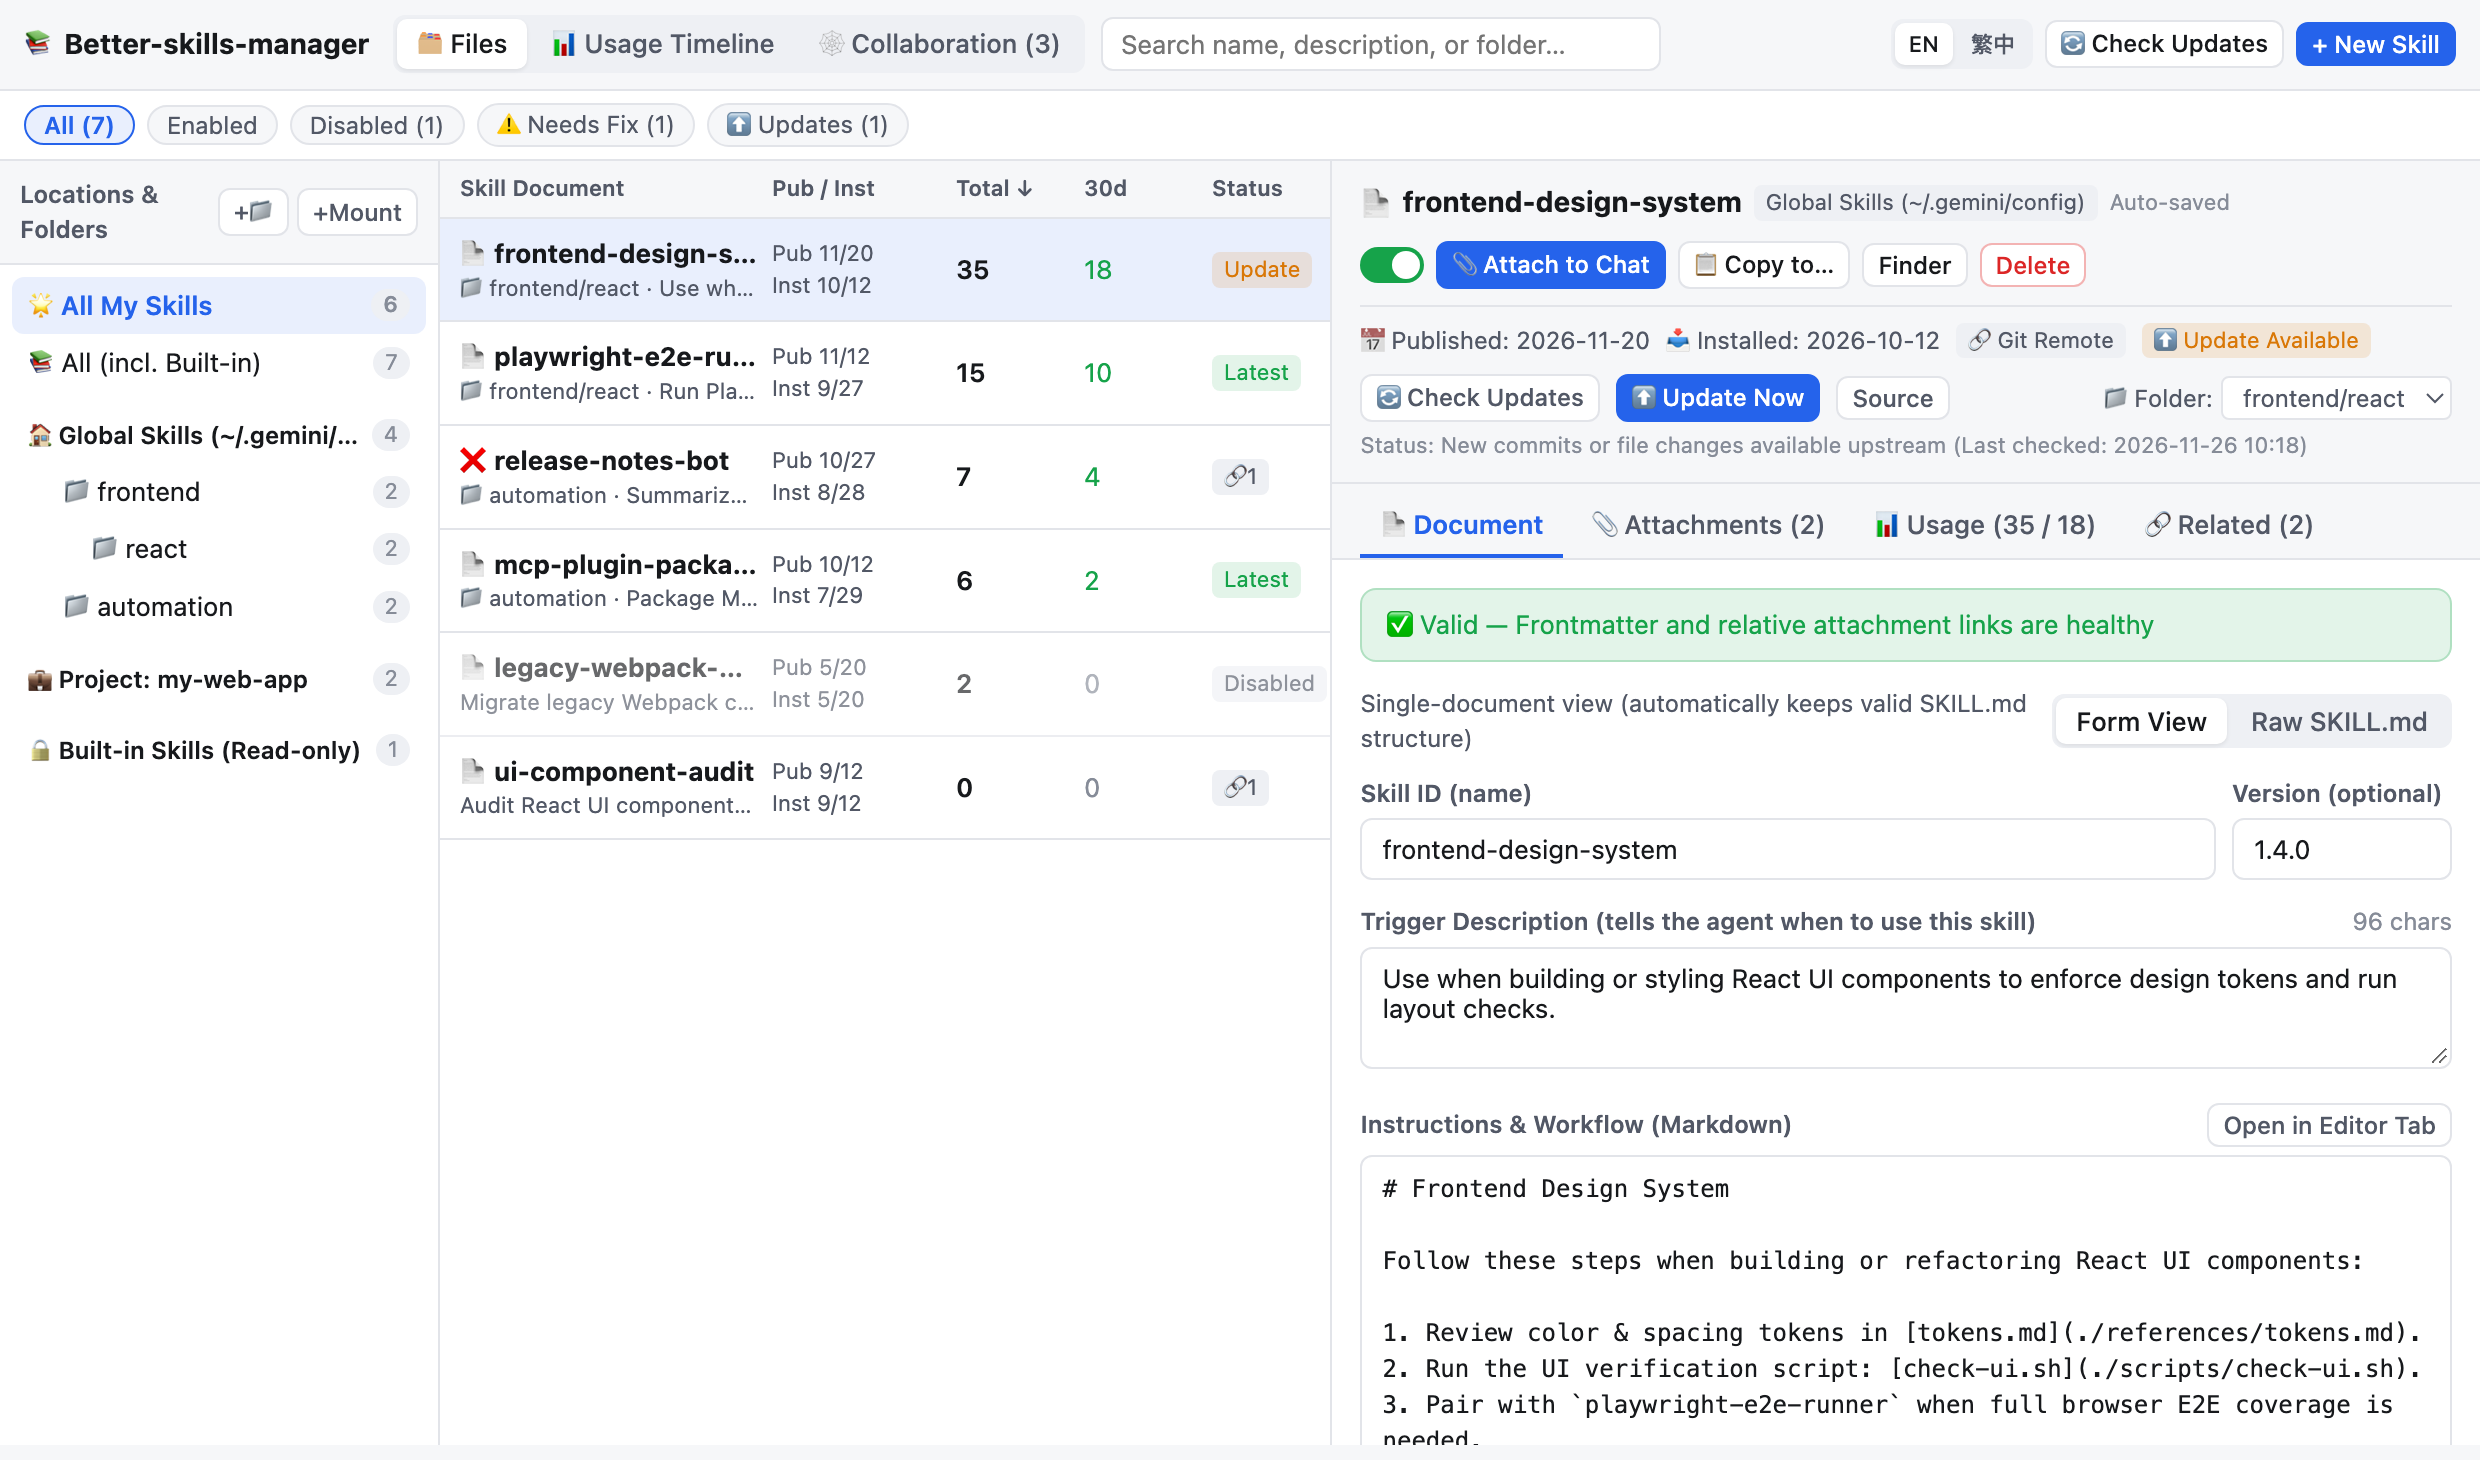 Better-skills-manager
Files
Usage Timeline
Collaboration (3)
Search name, description, or folder...
EN
繁中
Check Updates
+ New Skill
All (7)
Enabled
Disabled (1)
Needs Fix (1)
Updates (1)
Locations &
Folders
+
+Mount
All My Skills 6
All (incl. Built-in) 7
Global Skills (~/.gemini/... 4
frontend 2
react 2
automation 2
Project: my-web-app 2
Built-in Skills (Read-only) 1
Skill Document Pub / Inst Total ↓ 30d Status
frontend-design-s... Pub 11/20 35 18 Update
frontend/react · Use wh... Inst 10/12
playwright-e2e-ru... Pub 11/12 15 10 Latest
frontend/react · Run Pla... Inst 9/27
release-notes-bot Pub 10/27 7 4 1
automation · Summariz... Inst 8/28
mcp-plugin-packa... Pub 10/12 6 2 Latest
automation · Package M... Inst 7/29
legacy-webpack-... Pub 5/20 2 0 Disabled
Migrate legacy Webpack c... Inst 5/20
ui-component-audit Pub 9/12 0 0 1
Audit React UI component... Inst 9/12
frontend-design-system Global Skills (~/.gemini/config) Auto-saved
Attach to Chat
Copy to...
Finder
Delete
Published: 2026-11-20 Installed: 2026-10-12 Git Remote Update Available
Check Updates
Update Now
Source
Folder: frontend/react
Status: New commits or file changes available upstream (Last checked: 2026-11-26 10:18)
Document
Attachments (2)
Usage (35 / 18)
Related (2)
Valid — Frontmatter and relative attachment links are healthy
Single-document view (automatically keeps valid SKILL.md
structure)
Form View
Raw SKILL.md
Skill ID (name) Version (optional)
frontend-design-system 1.4.0
Trigger Description (tells the agent when to use this skill) 96 chars
Use when building or styling React UI components to enforce design tokens and run
layout checks.
Instructions & Workflow (Markdown) Open in Editor Tab
# Frontend Design System
Follow these steps when building or refactoring React UI components:
1. Review color & spacing tokens in [tokens.md](./references/tokens.md).
2. Run the UI verification script: [check-ui.sh](./scripts/check-ui.sh).
3. Pair with `playwright-e2e-runner` when full browser E2E coverage is
needed.